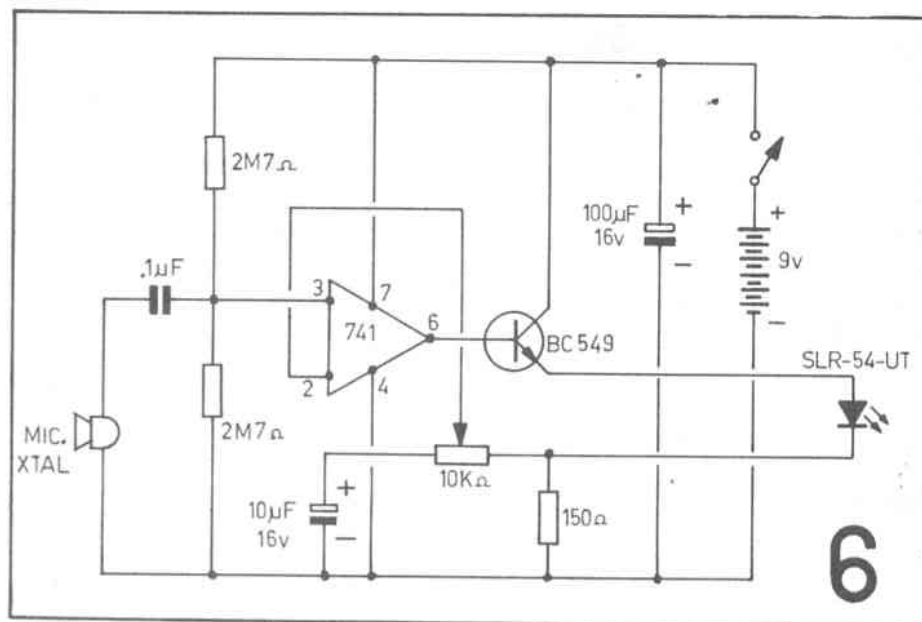 2M7Ω
.1µF
3
7
741
6
2
4
BC549
100µF
16v
+
-
+
9v
-
SLR-54-UT
2M7Ω
MIC.
XTAL
10KΩ
+
10µF
16v
-
150Ω
6